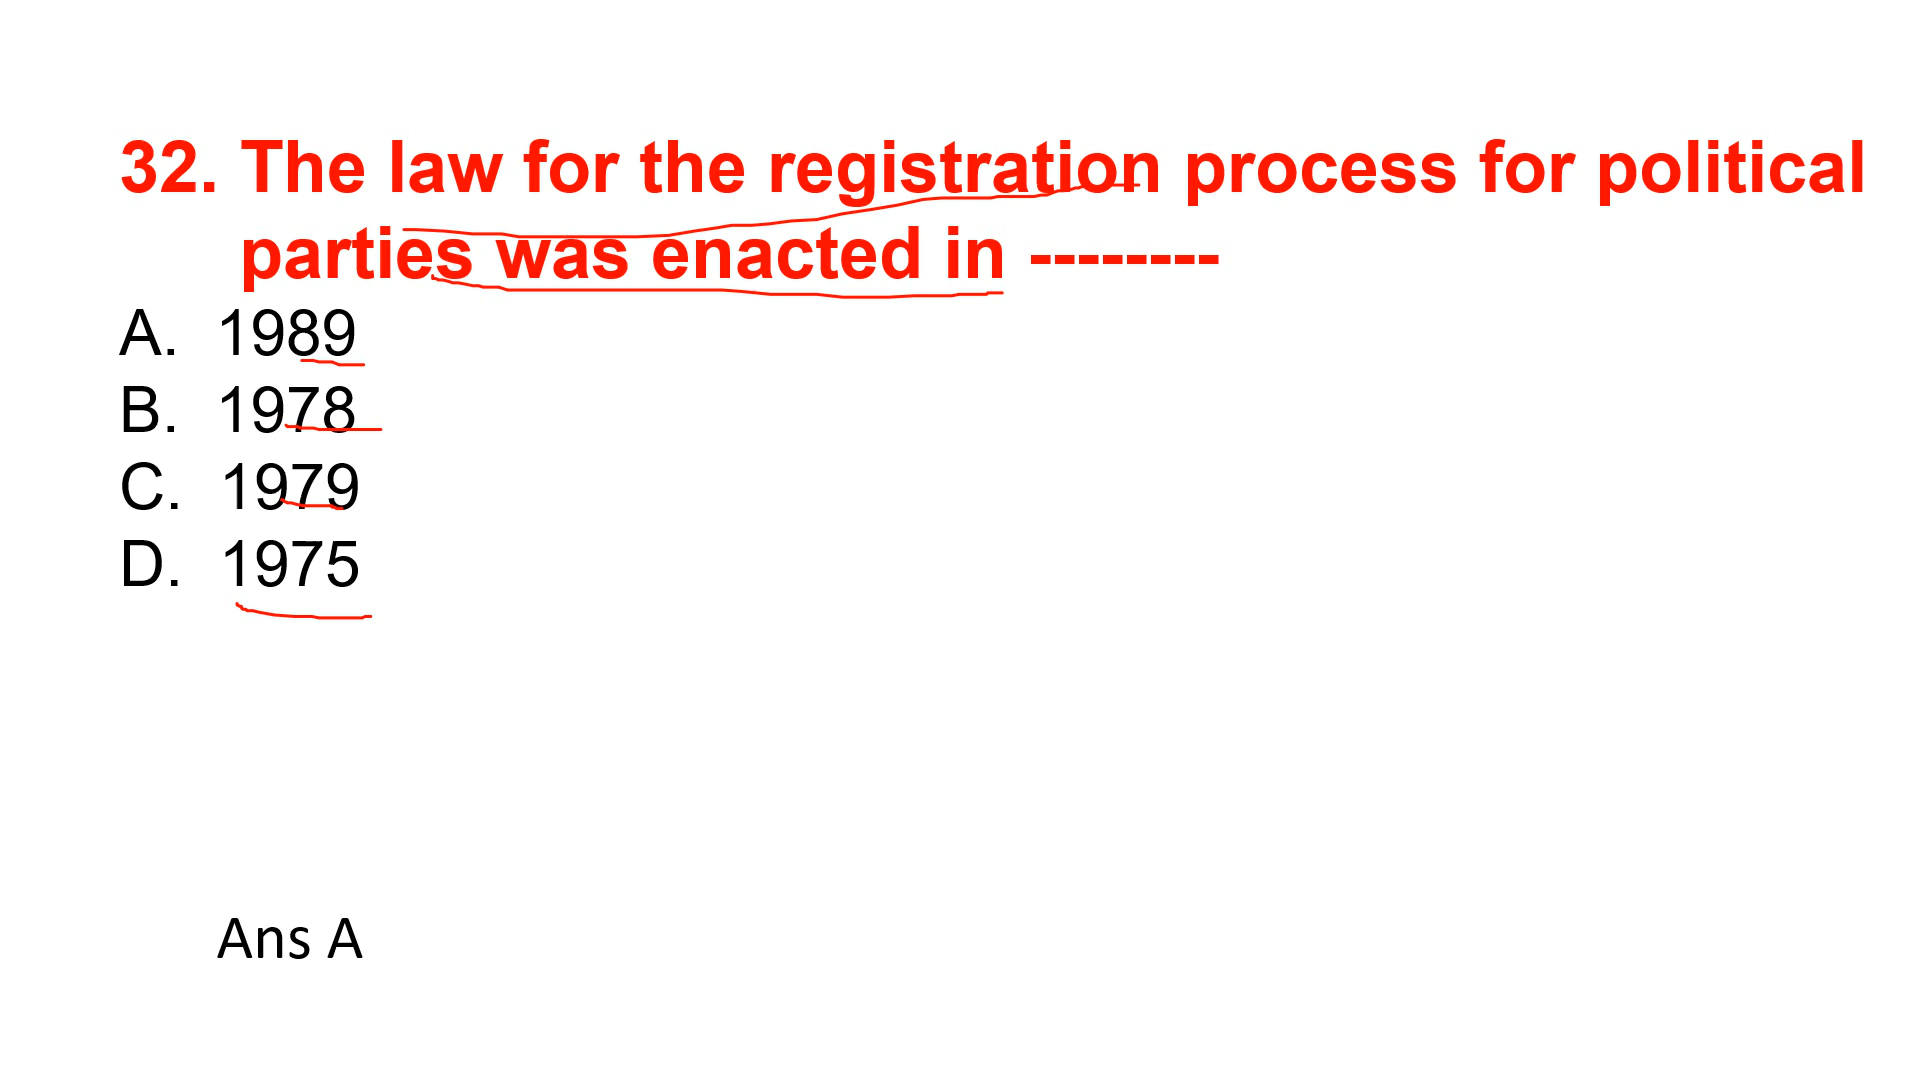 32. The law for the registration process for political
parties was enacted in --------
A. 1989
B. 1978
C. 1979
D. 1975
Ans A